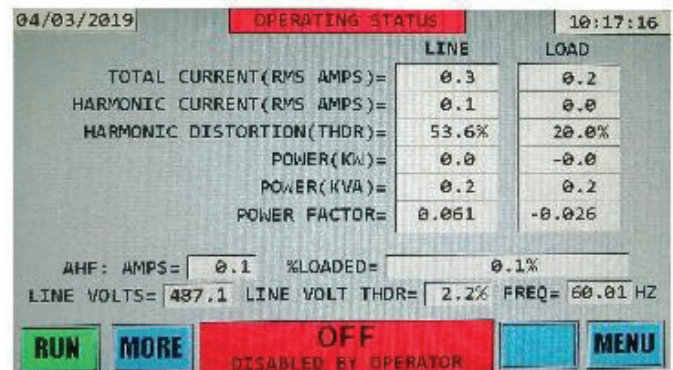 04/03/2019 OPERATING STATUS 10:17:16
LINE LOAD
TOTAL CURRENT(RMS AMPS)= 0.3 0.2
HARMONIC CURRENT(RMS AMPS)= 0.1 0.0
HARMONIC DISTORTION(THDR)= 53.6% 20.0%
POWER(KW)= 0.0 -0.0
POWER(KVA)= 0.2 0.2
POWER FACTOR= 0.061 -0.026
AHF: AMPS= 0.1 %LOADED= 0.1%
LINE VOLTS= 487.1 LINE VOLT THDR= 2.2% FREQ= 60.01 HZ
RUN MORE OFF MENU
DISABLED BY OPERATOR